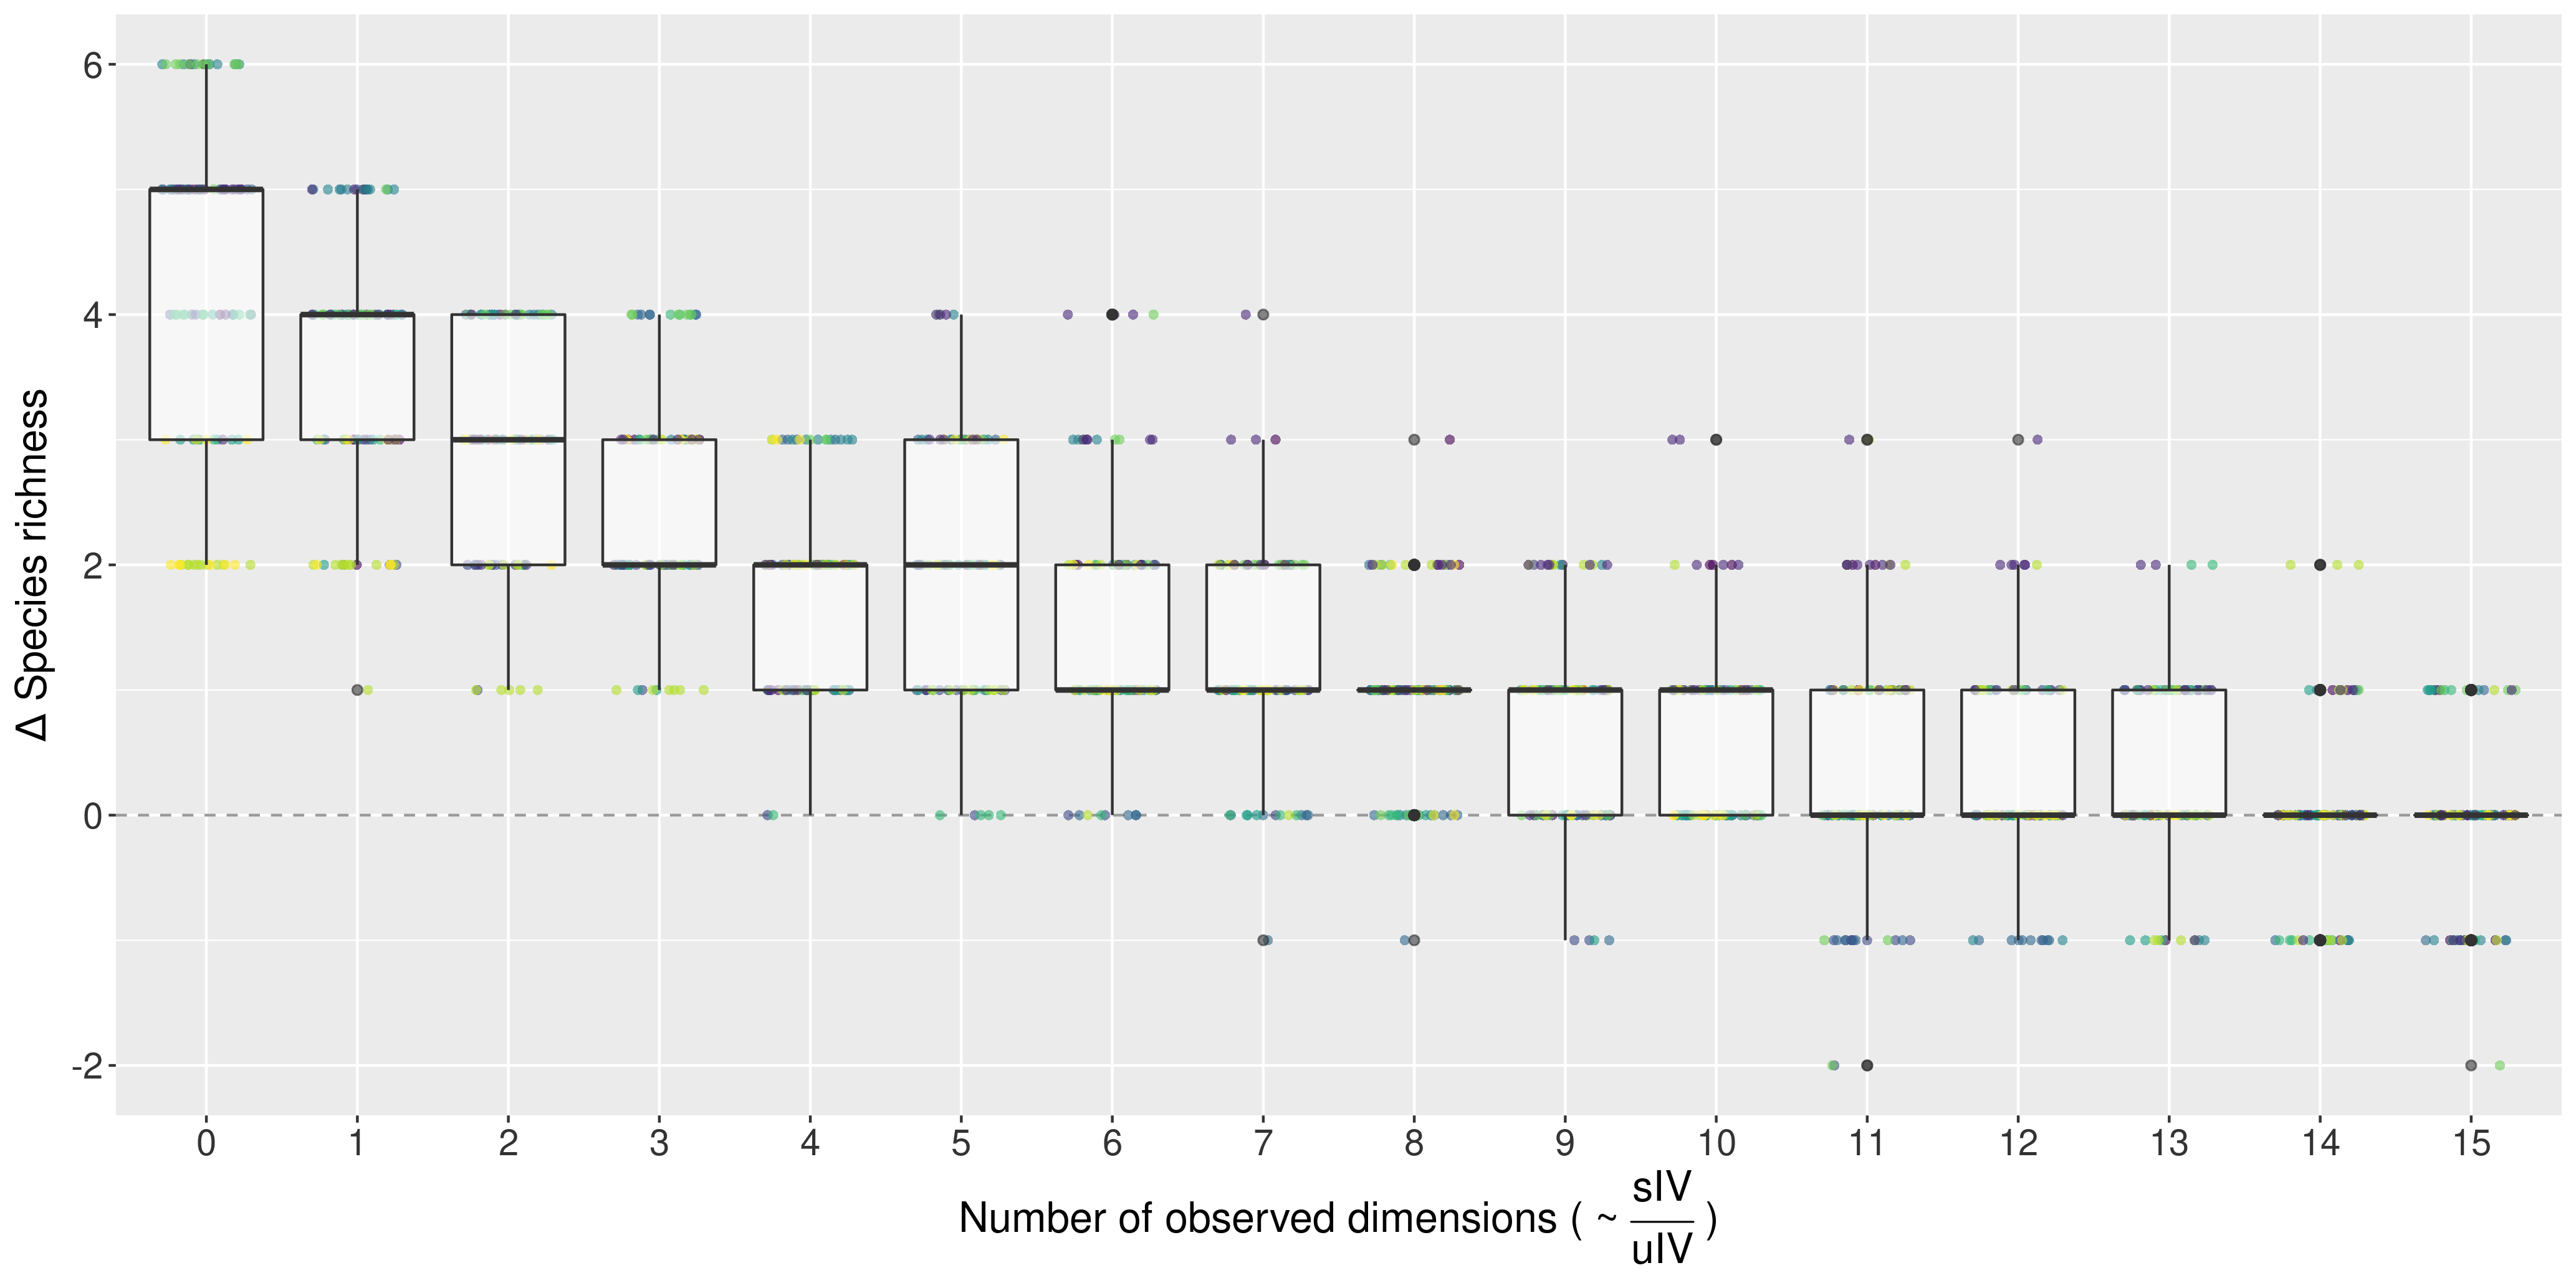 Δ Species richness
6
4
2
0
-2
0 1 2 3 4 5 6 7 8 9 10 11 12 13 14 15
Number of observed dimensions ( ~ sIV / uIV )